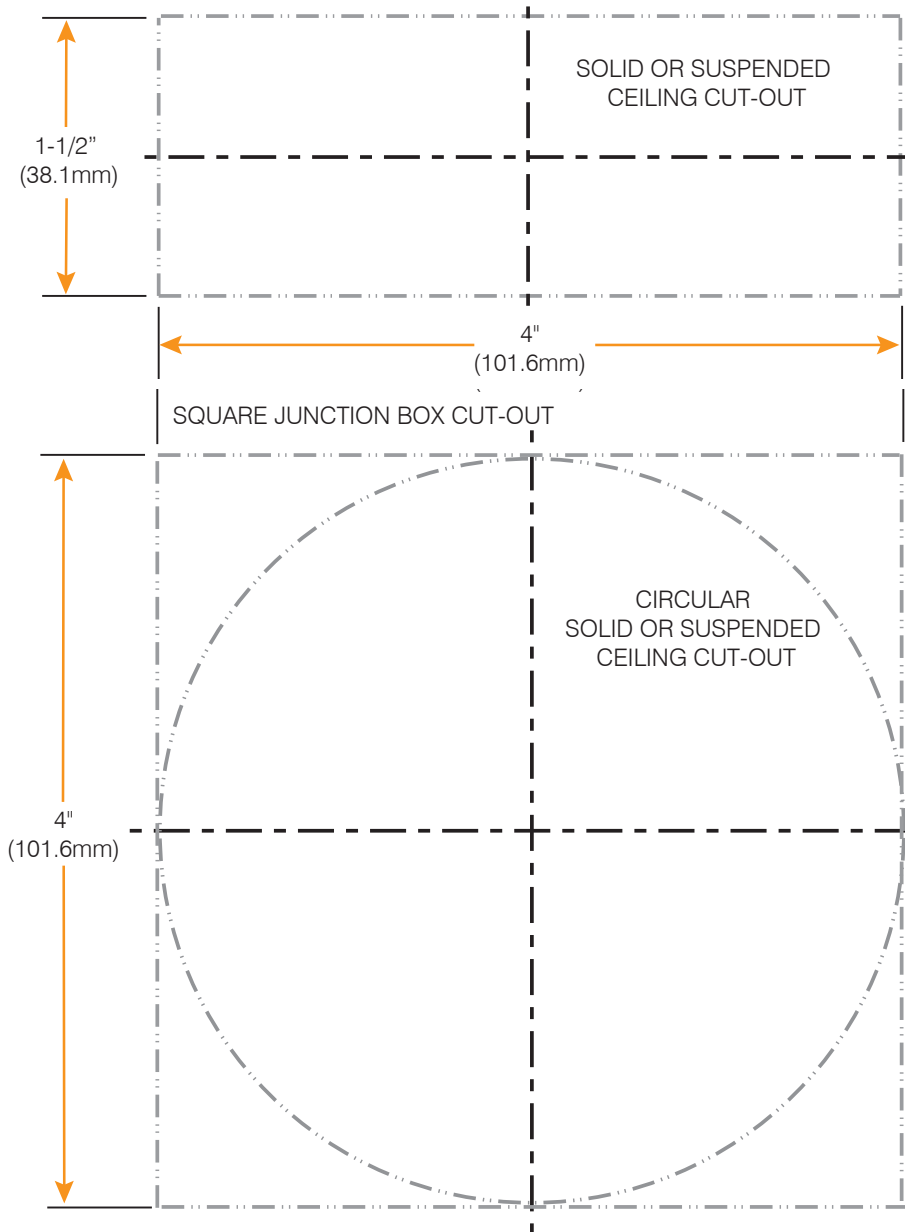 SOLID OR SUSPENDED
CEILING CUT-OUT
1-1/2”
(38.1mm)
4"
(101.6mm)
SQUARE JUNCTION BOX CUT-OUT
CIRCULAR
SOLID OR SUSPENDED
CEILING CUT-OUT
4"
(101.6mm)